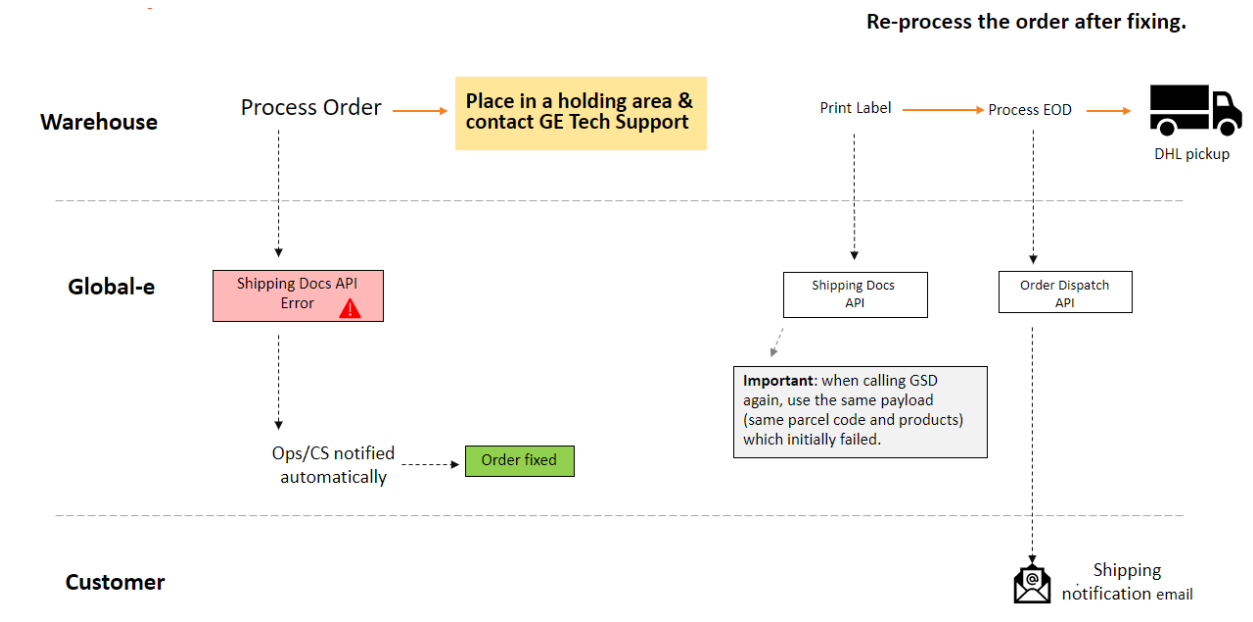 Re-process the order after fixing.
Warehouse
Process Order
Place in a holding area &
contact GE Tech Support
Print Label
Process EOD
DHL pickup
Global-e
Shipping Docs API
Error
Shipping Docs
API
Order Dispatch
API
Important: when calling GSD
again, use the same payload
(same parcel code and products)
which initially failed.
Ops/CS notified
automatically
Order fixed
Customer
@
Shipping
notification email